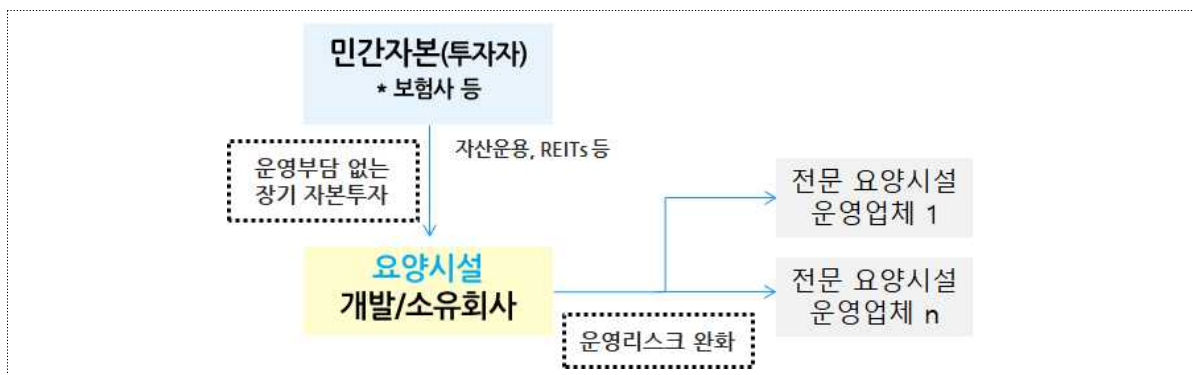 민간자본(투자자)
* 보험사 등
자산운용, REITs 등
운영부담 없는
장기 자본투자
전문 요양시설
운영업체 1
요양시설
개발/소유회사
전문 요양시설
운영업체 n
운영리스크 완화